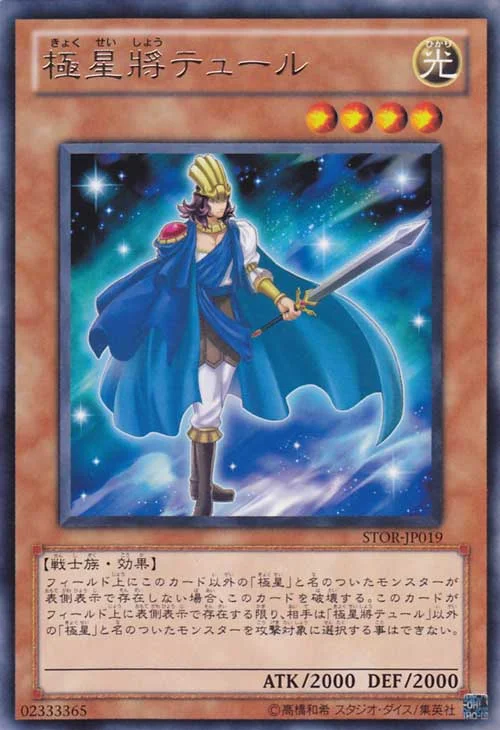 きょく せい しょう
極星將テュール
ひかり
光
STOR-JP019
【戦士族・効果】
フィールド上にこのカード以外の「極星」と名のついたモンスターが
表側表示で存在しない場合、このカードを破壊する。このカード
がフィールド上に表側表示で存在する限り、相手は「極星將テュール」以外
の「極星」と名のついたモンスターを攻撃対象に選択する事はできない。
ATK/2000 DEF/2000
02333365
©高橋和希 スタジオ・ダイス/集英社